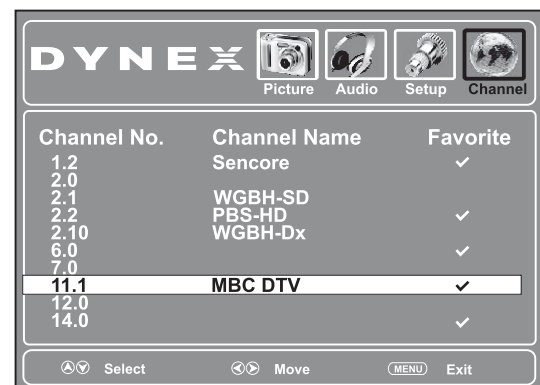 DYNEX
Picture Audio Setup Channel
Channel No. Channel Name Favorite
1.2 Sencore ✓
2.0
2.1 WGBH-SD
2.2 PBS-HD ✓
2.10 WGBH-Dx
6.0 ✓
7.0
11.1 MBC DTV ✓
12.0
14.0 ✓
Select Move MENU Exit